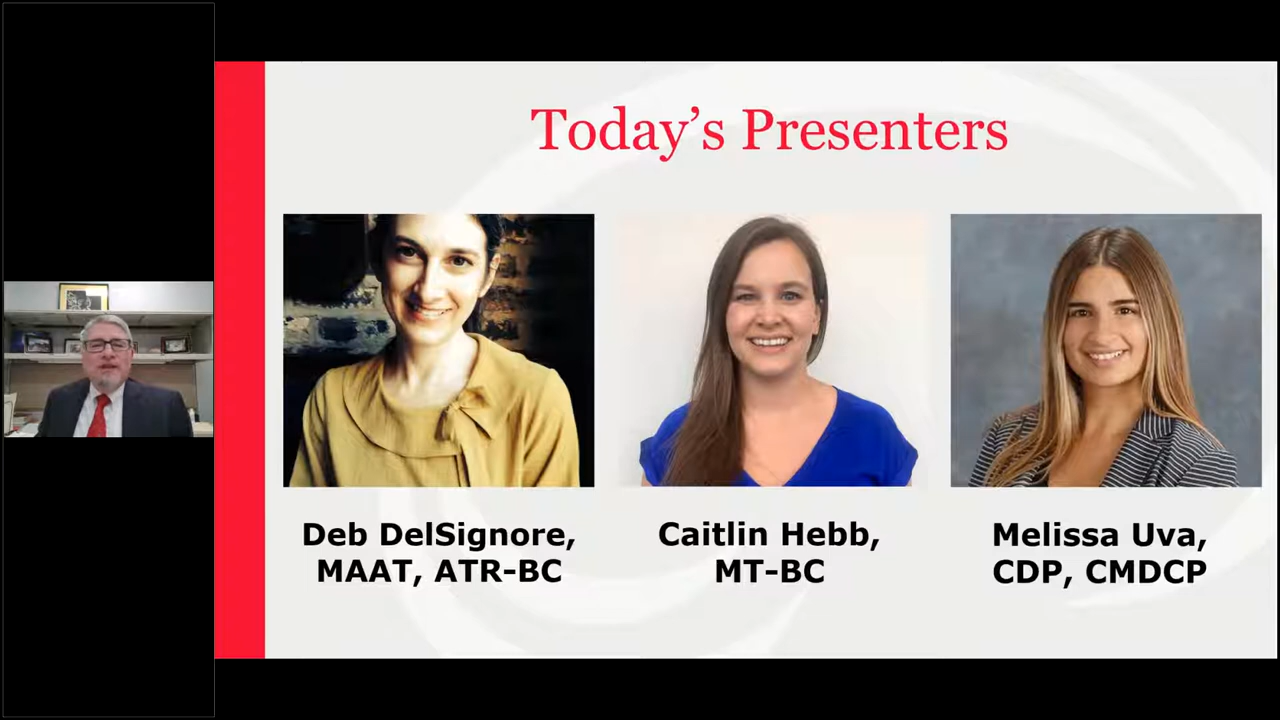 Today’s Presenters
Deb DelSignore,
MAAT, ATR-BC
Caitlin Hebb,
MT-BC
Melissa Uva,
CDP, CMDCP